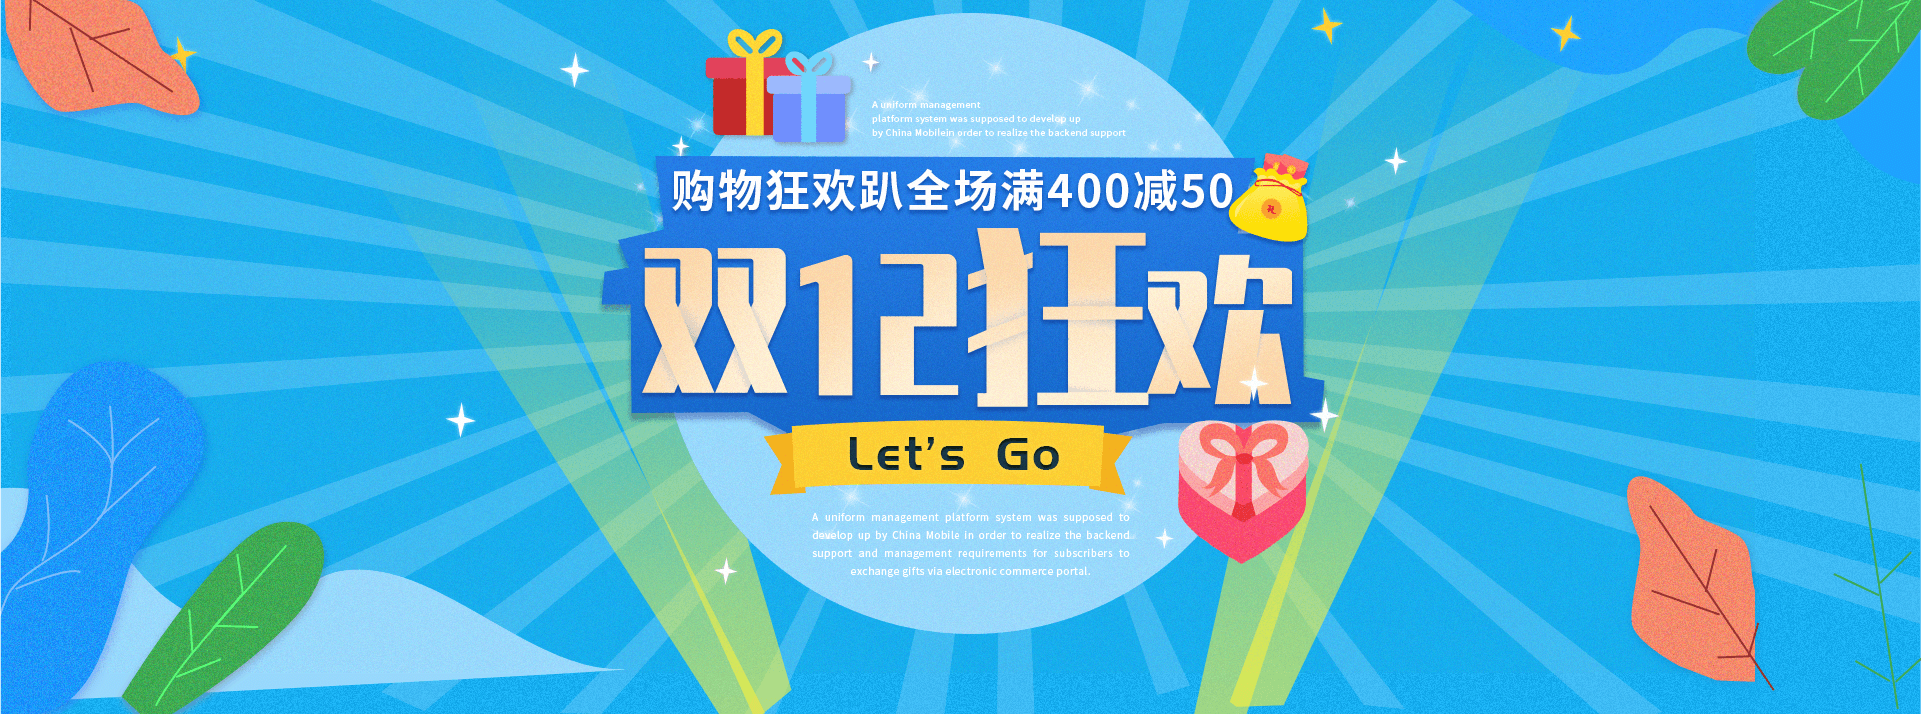 A uniform management
platform system was supposed to develop up
by China Mobllein order to realize the backend support
购物狂欢趴全场满400减50
礼
双12狂欢
Let's Go
A uniform management platform system was supposed to
develop up by China Mobile in order to realize the backend
support and management requirements for subscribers to
exchange gifts via electronic commerce portal.